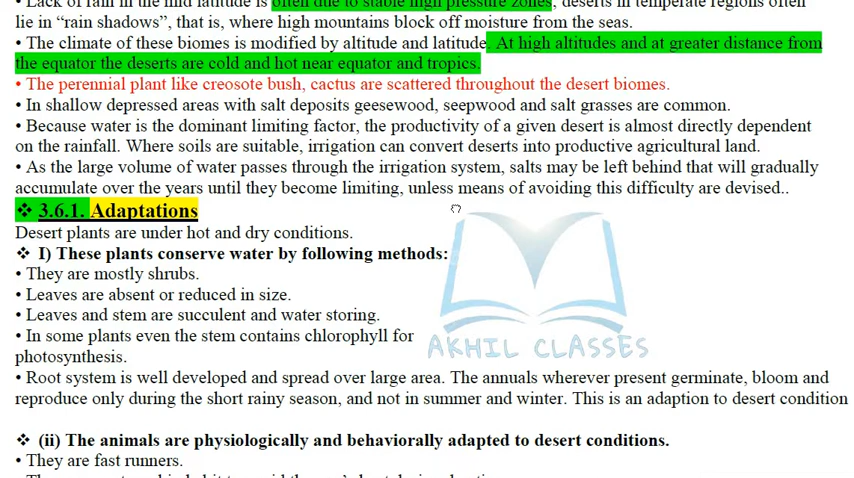 • Lack of rain in the mid latitude is often due to stable high pressure zones, deserts in temperate regions often
lie in “rain shadows”, that is, where high mountains block off moisture from the seas.
• The climate of these biomes is modified by altitude and latitude. At high altitudes and at greater distance from
the equator the deserts are cold and hot near equator and tropics.
• The perennial plant like creosote bush, cactus are scattered throughout the desert biomes.
• In shallow depressed areas with salt deposits geesewood, seepwood and salt grasses are common.
• Because water is the dominant limiting factor, the productivity of a given desert is almost directly dependent
on the rainfall. Where soils are suitable, irrigation can convert deserts into productive agricultural land.
• As the large volume of water passes through the irrigation system, salts may be left behind that will gradually
accumulate over the years until they become limiting, unless means of avoiding this difficulty are devised..
❖ 3.6.1. Adaptations
Desert plants are under hot and dry conditions.
❖ I) These plants conserve water by following methods:
• They are mostly shrubs.
• Leaves are absent or reduced in size.
• Leaves and stem are succulent and water storing.
• In some plants even the stem contains chlorophyll for
photosynthesis.
AKHIL CLASSES
• Root system is well developed and spread over large area. The annuals wherever present germinate, bloom and
reproduce only during the short rainy season, and not in summer and winter. This is an adaption to desert condition
❖ (ii) The animals are physiologically and behaviorally adapted to desert conditions.
• They are fast runners.